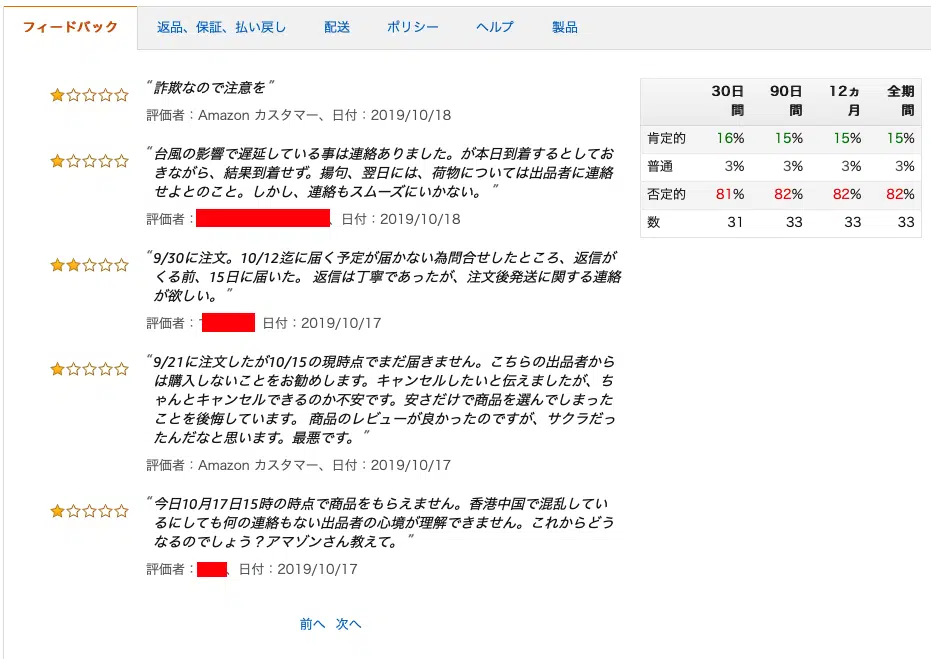 フィードバック 返品、保証、払い戻し 配送 ポリシー ヘルプ 製品
“詐欺なので注意を”
評価者：Amazon カスタマー、日付：2019/10/18
“台風の影響で遅延している事は連絡ありました。が本日到着するとしてお
きながら、結果到着せず。揚句、翌日には、荷物については出品者に連絡
せよとのこと。しかし、連絡もスムーズにいかない。 ”
評価者： 、日付：2019/10/18
“9/30に注文。10/12迄に届く予定が届かない為問合せしたところ、返信が
くる前、15日に届いた。 返信は丁寧であったが、注文後発送に関する連絡
が欲しい。 ”
評価者： 日付：2019/10/17
“9/21に注文したが10/15の現時点でまだ届きません。こちらの出品者から
は購入しないことをお勧めします。キャンセルしたいと伝えましたが、ち
ゃんとキャンセルできるのか不安です。安さだけで商品を選んでしまった
ことを後悔しています。 商品のレビューが良かったのですが、サクラだっ
たんだなと思います。最悪です。 ”
評価者：Amazon カスタマー、日付：2019/10/17
“今日10月17日15時の時点で商品をもらえません。香港中国で混乱してい
るにしても何の連絡もない出品者の心境が理解できません。これからどう
なるのでしょう？アマゾンさん教えて。 ”
評価者： 、日付：2019/10/17
前へ 次へ
30日 90日 12ヵ 全期
間 間 月 間
肯定的 16% 15% 15% 15%
普通 3% 3% 3% 3%
否定的 81% 82% 82% 82%
数 31 33 33 33